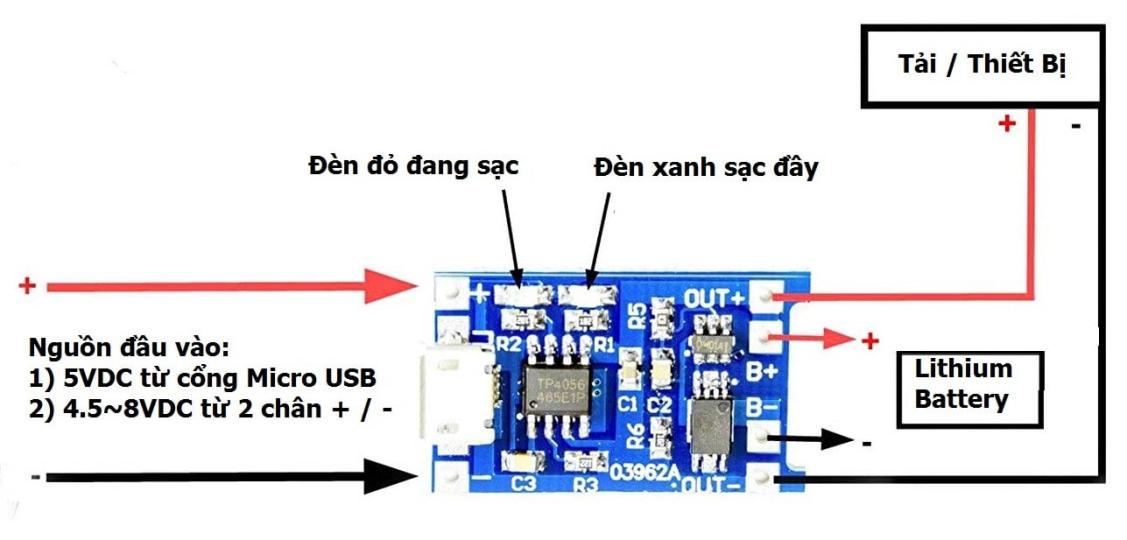 Tải / Thiết Bị
+ -
Đèn đỏ đang sạc
Đèn xanh sạc đầy
+
+
OUT+
R5
R2
R1
D401A1
+
B+
Nguồn đầu vào:
1) 5VDC từ cổng Micro USB
2) 4.5~8VDC từ 2 chân + / -
TP4056
485E1P
C1
C2
B-
Lithium
Battery
R6
-
-
-
C3
R3
03962A
OUT-